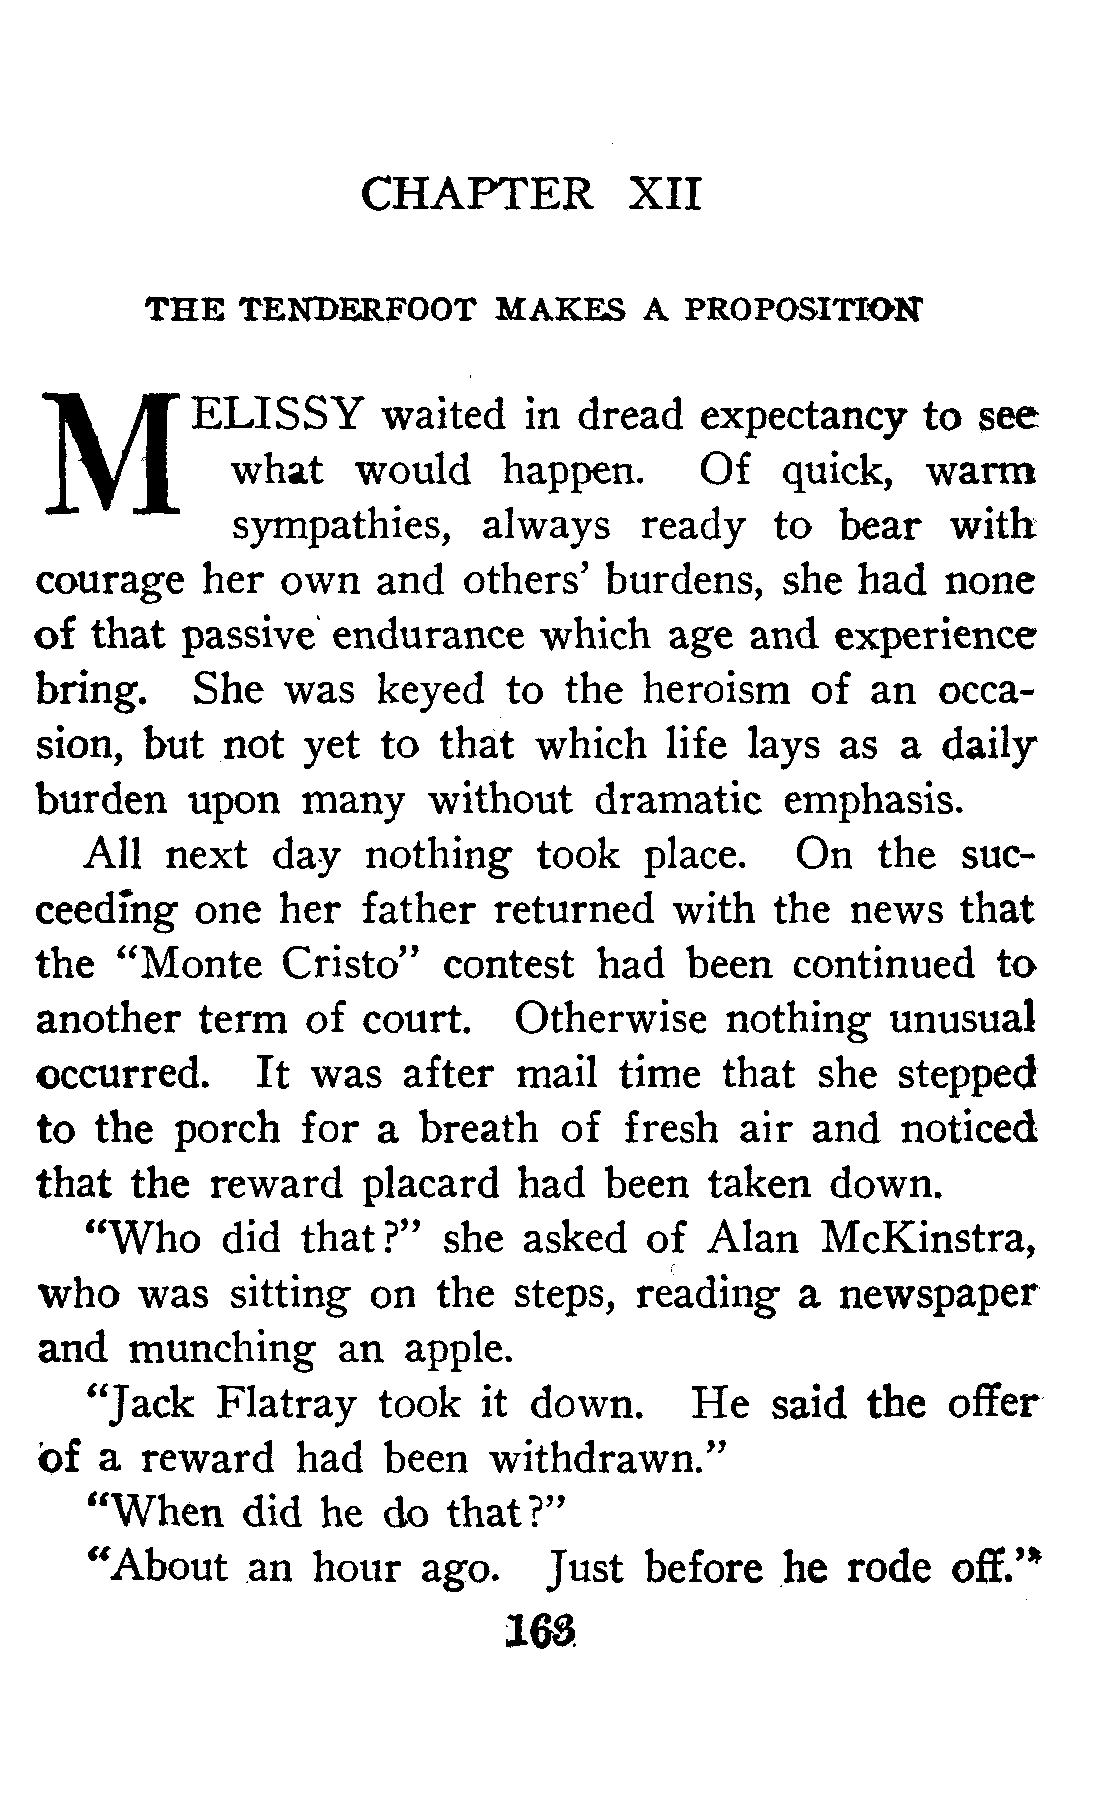 CHAPTER XII
THE TENDERFOOT MAKES A PROPOSITION
MELISSY waited in dread expectancy to see
what would happen. Of quick, warm
sympathies, always ready to bear with
courage her own and others' burdens, she had none
of that passive endurance which age and experience
bring. She was keyed to the heroism of an occa-
sion, but not yet to that which life lays as a daily
burden upon many without dramatic emphasis.
All next day nothing took place. On the suc-
ceeding one her father returned with the news that
the "Monte Cristo" contest had been continued to
another term of court. Otherwise nothing unusual
occurred. It was after mail time that she stepped
to the porch for a breath of fresh air and noticed
that the reward placard had been taken down.
"Who did that?" she asked of Alan McKinstra,
who was sitting on the steps, reading a newspaper
and munching an apple.
"Jack Flatray took it down. He said the offer
of a reward had been withdrawn."
"When did he do that?"
"About an hour ago. Just before he rode off."
163